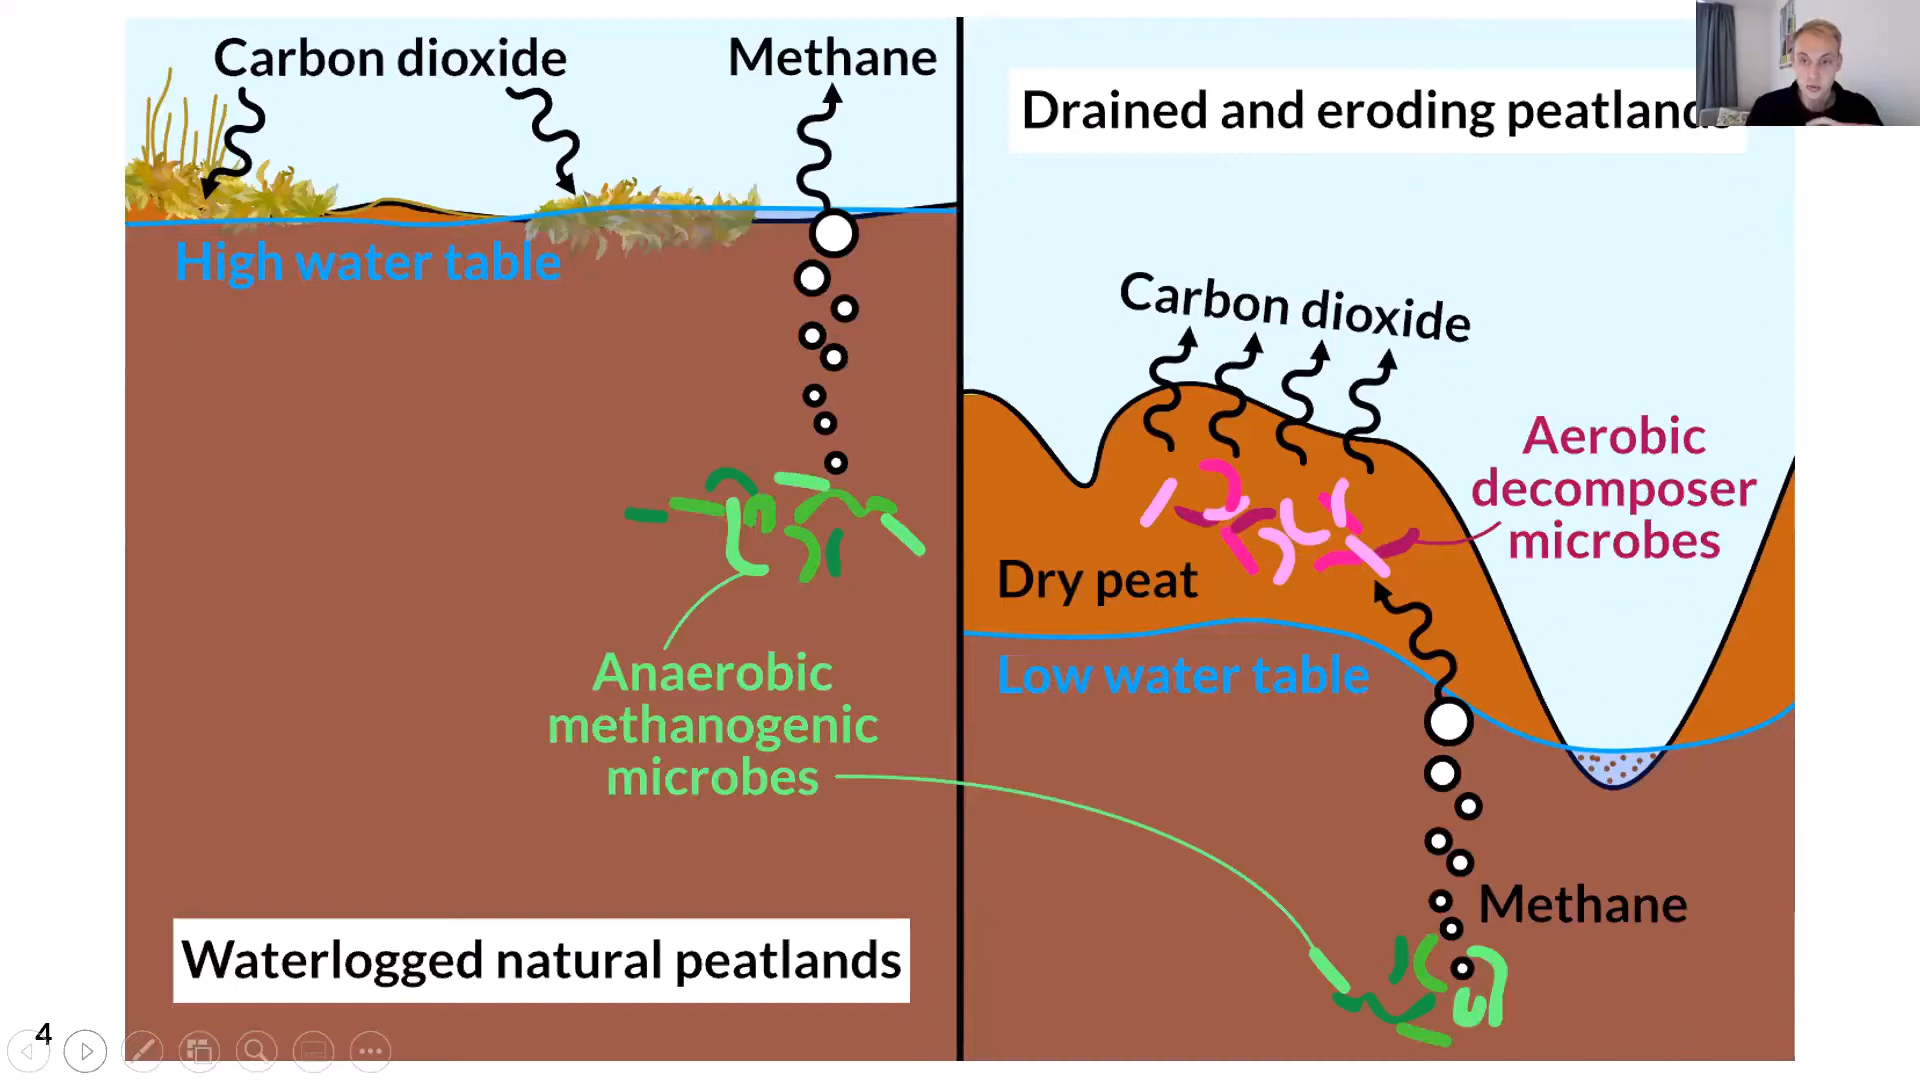 Carbon dioxide
Methane
High water table
Anaerobic
methanogenic
microbes
Waterlogged natural peatlands
Drained and eroding peatlands
Carbon dioxide
Aerobic
decomposer
microbes
Dry peat
Low water table
Methane
4